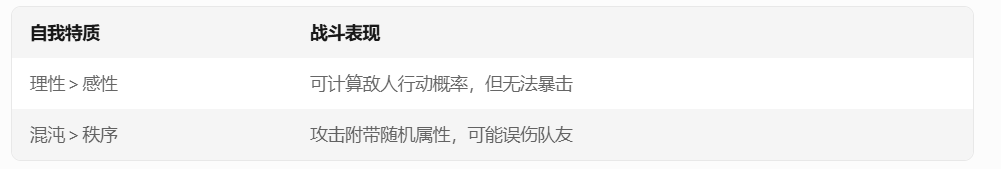 自我特质 战斗表现
理性 > 感性 可计算敌人行动概率，但无法暴击
混沌 > 秩序 攻击附带随机属性，可能误伤队友